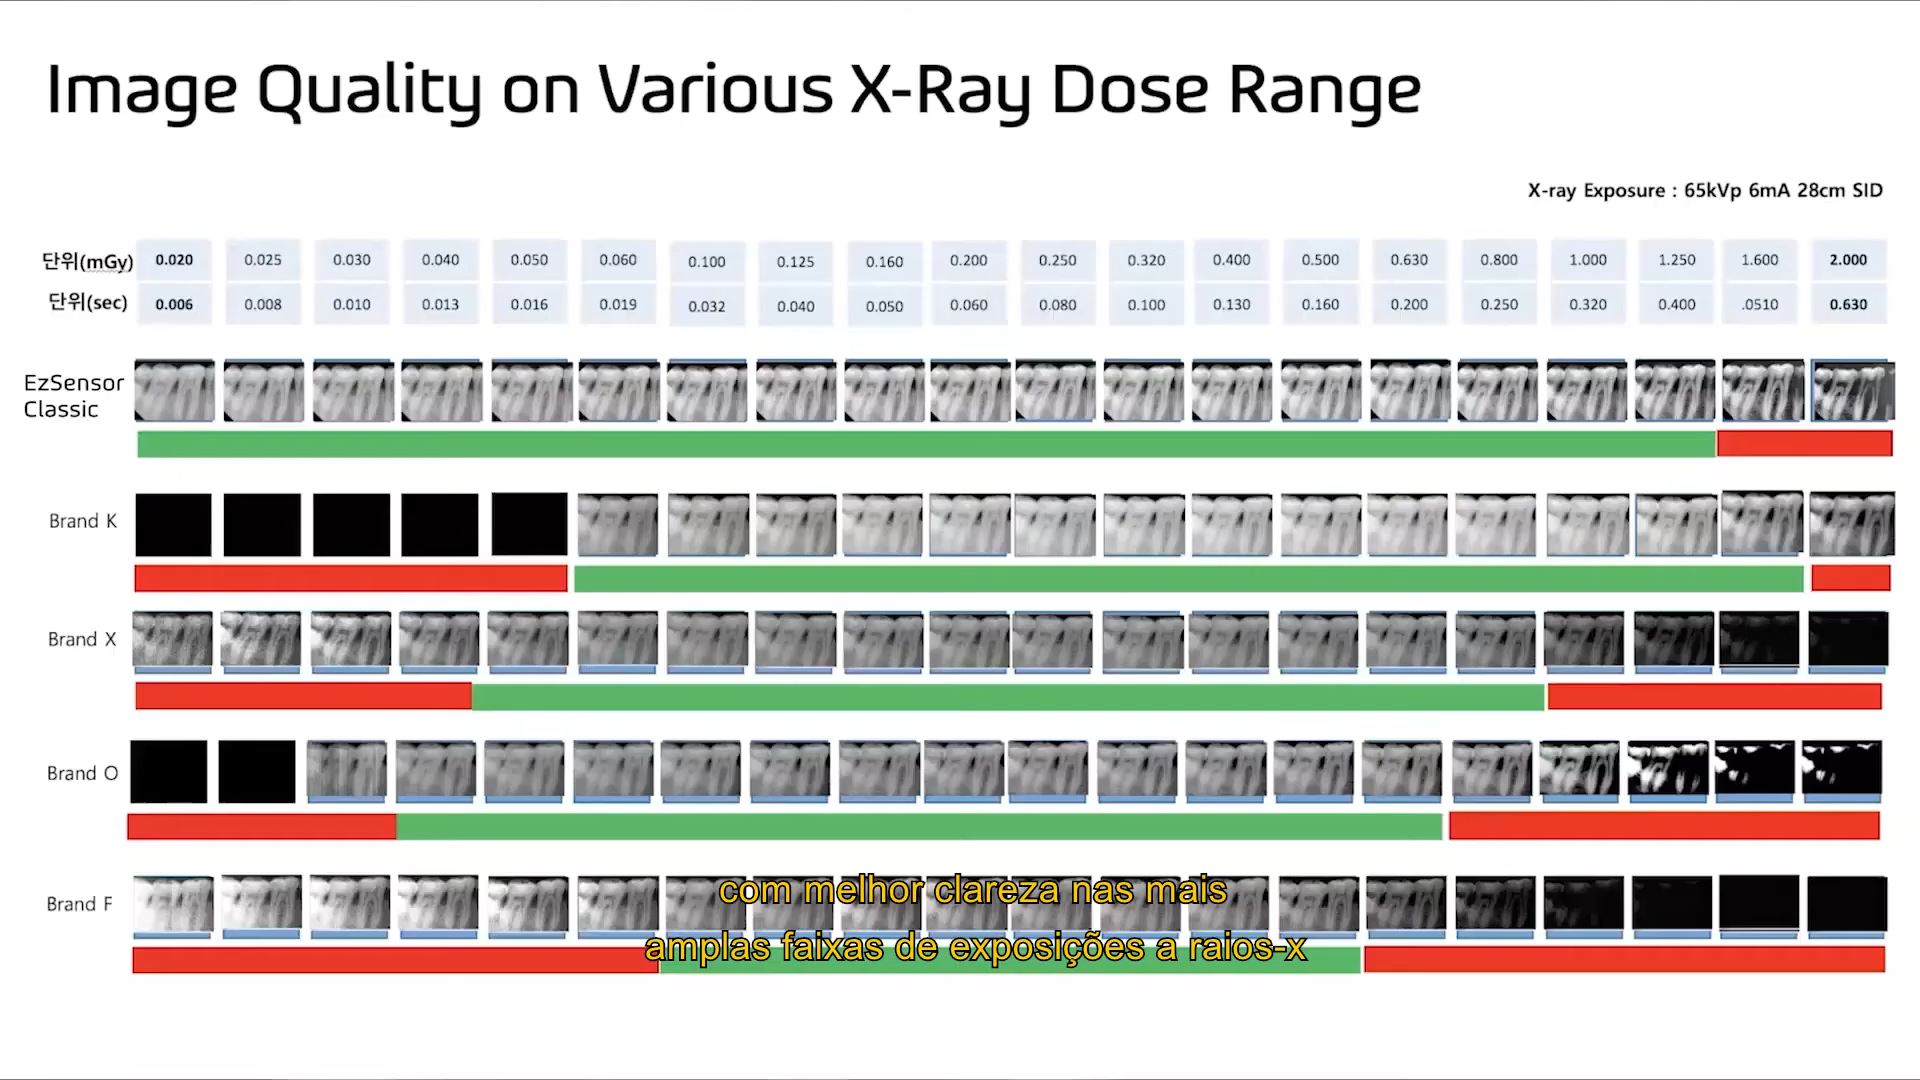 Image Quality on Various X-Ray Dose Range
X-ray Exposure : 65kVp 6mA 28cm SID
단위(mGy) 0.020 0.025 0.030 0.040 0.050 0.060 0.100 0.125 0.160 0.200 0.250 0.320 0.400 0.500 0.630 0.800 1.000 1.250 1.600 2.000
단위(sec) 0.006 0.008 0.010 0.013 0.016 0.019 0.032 0.040 0.050 0.060 0.080 0.100 0.130 0.160 0.200 0.250 0.320 0.400 .0510 0.630
EzSensor
Classic
Brand K
Brand X
Brand O
Brand F
com melhor clareza nas mais
amplas faixas de exposições a raios-x